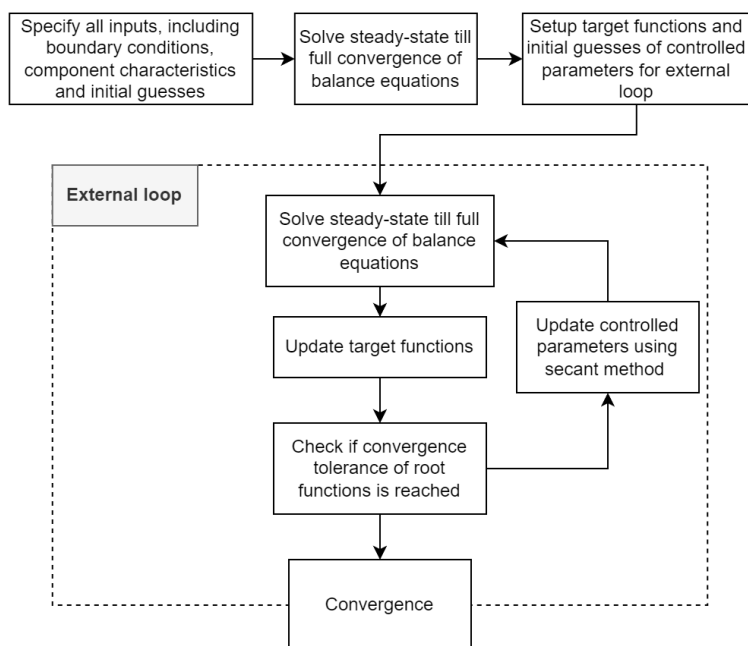 Specify all inputs, including
boundary conditions,
component characteristics
and initial guesses
Solve steady-state till
full convergence of
balance equations
Setup target functions and
initial guesses of controlled
parameters for external
loop
External loop
Solve steady-state till full
convergence of balance
equations
Update target functions
Update controlled
parameters using
secant method
Check if convergence
tolerance of root
functions is reached
Convergence